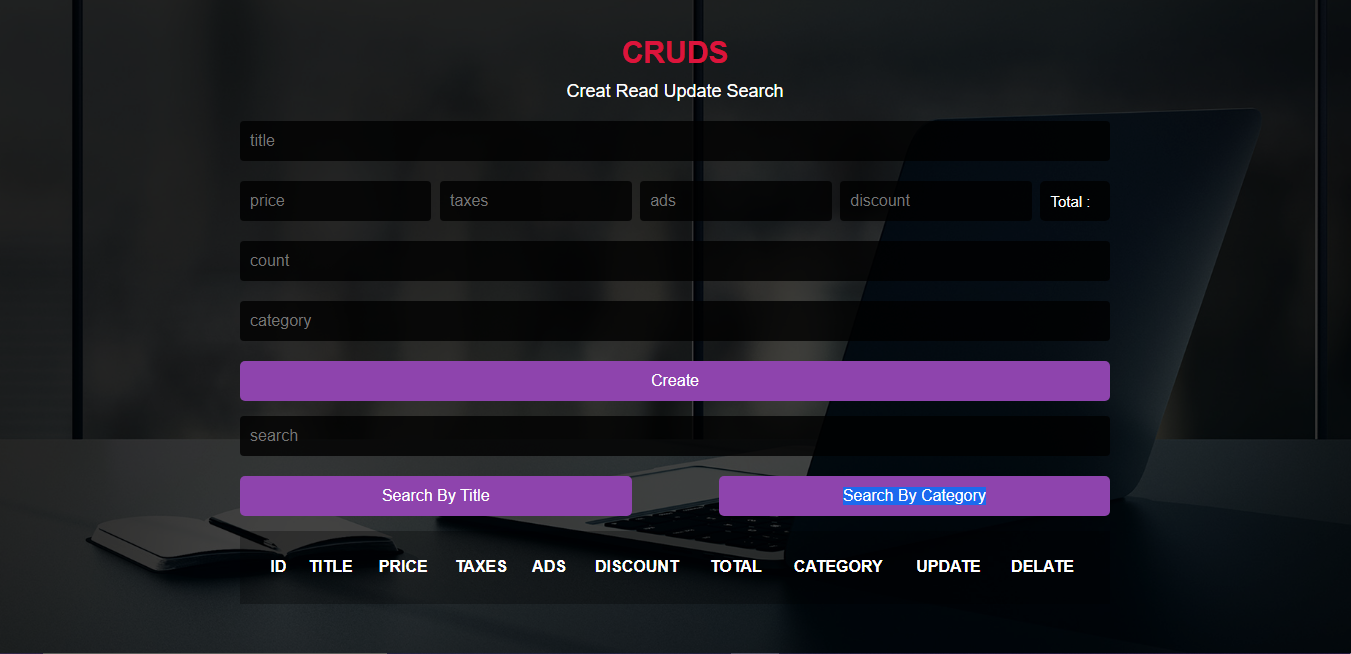 CRUDS
Creat Read Update Search
title
price taxes ads discount Total :
count
category
Create
search
Search By Title Search By Category
ID TITLE PRICE TAXES ADS DISCOUNT TOTAL CATEGORY UPDATE DELATE